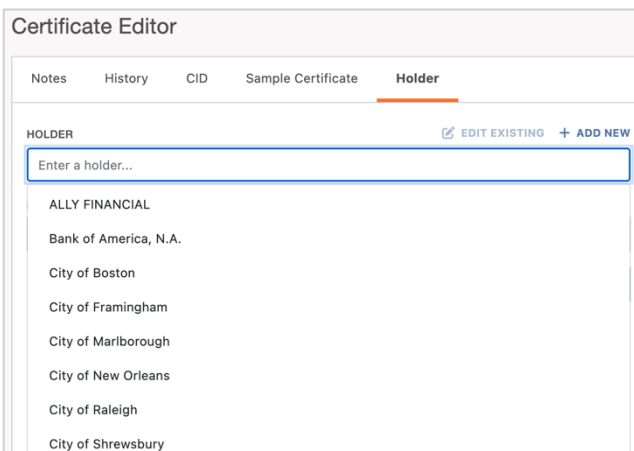 Certificate Editor
Notes History CID Sample Certificate Holder
HOLDER EDIT EXISTING + ADD NEW
Enter a holder...
ALLY FINANCIAL
Bank of America, N.A.
City of Boston
City of Framingham
City of Marlborough
City of New Orleans
City of Raleigh
City of Shrewsbury